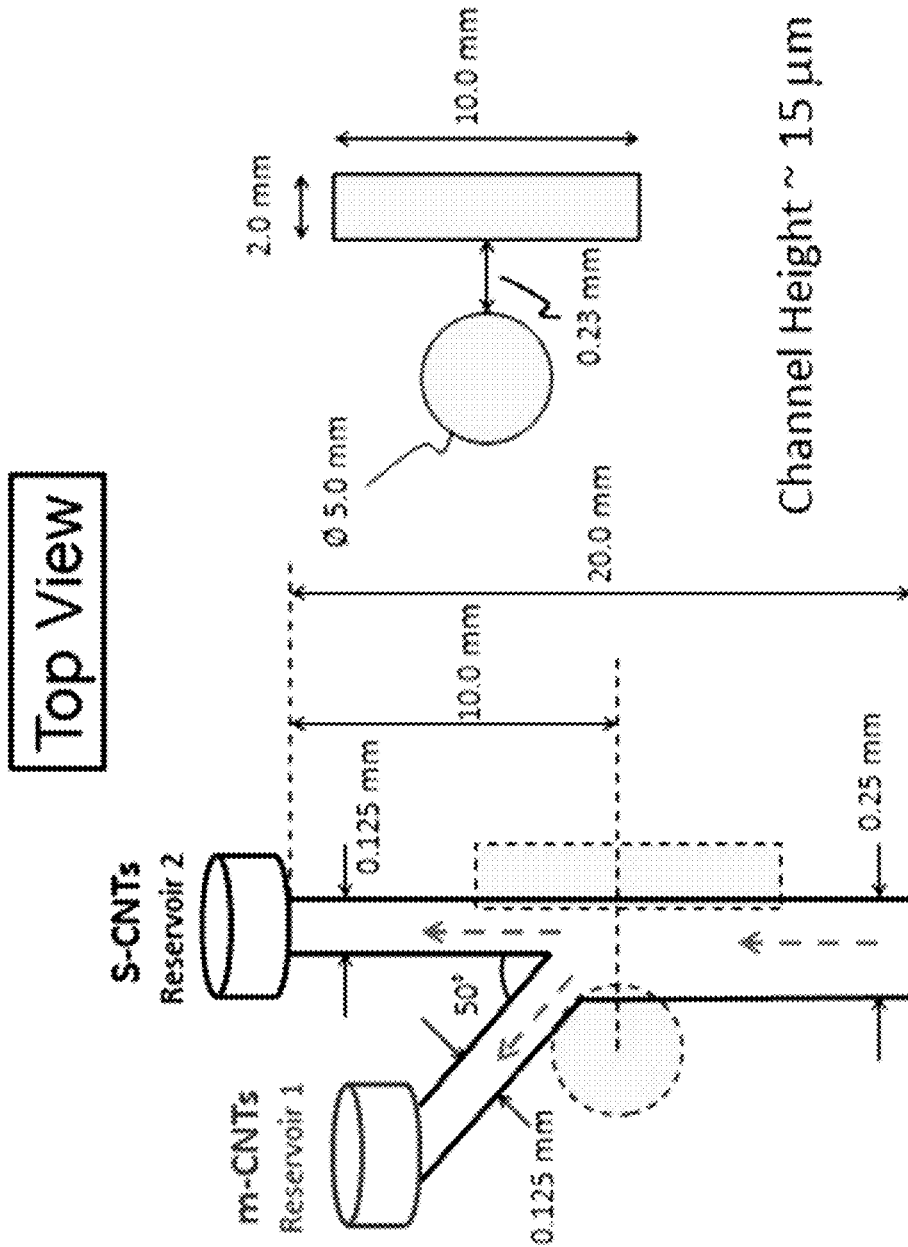 Top View
S-CNTs
Reservoir 2
m-CNTs
Reservoir 1
50°
0.125 mm
0.125 mm
10.0 mm
20.0 mm
0.25 mm
Ø 5.0 mm
2.0 mm
10.0 mm
0.23 mm
Channel Height ~ 15 μm